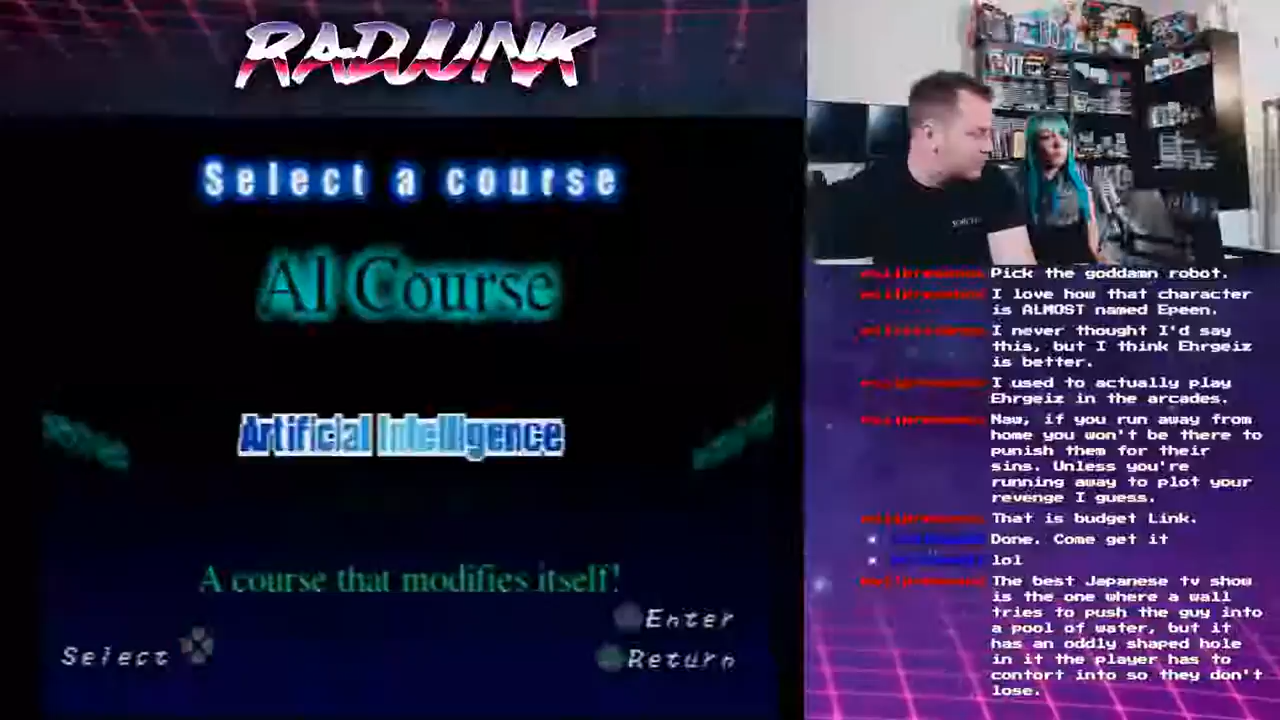 RADJUNK
Select a course
AI Course
Artificial Intelligence
A course that modifies itself!
Enter
Select
Return
Pick the goddamn robot.
I love how that character
is ALMOST named Epeen.
I never thought I'd say
this, but I think Ehrgeiz
is better.
I used to actually play
Ehrgeiz in the arcades.
Naw, if you run away from
home you won't be there to
punish them for their
sins. Unless you're
running away to plot your
revenge I guess.
That is budget Link.
Done. Come get it
lol
The best Japanese tv show
is the one where a wall
tries to push the guy into
a pool of water, but it
has an oddly shaped hole
in it the player has to
contort into so they don't
lose.